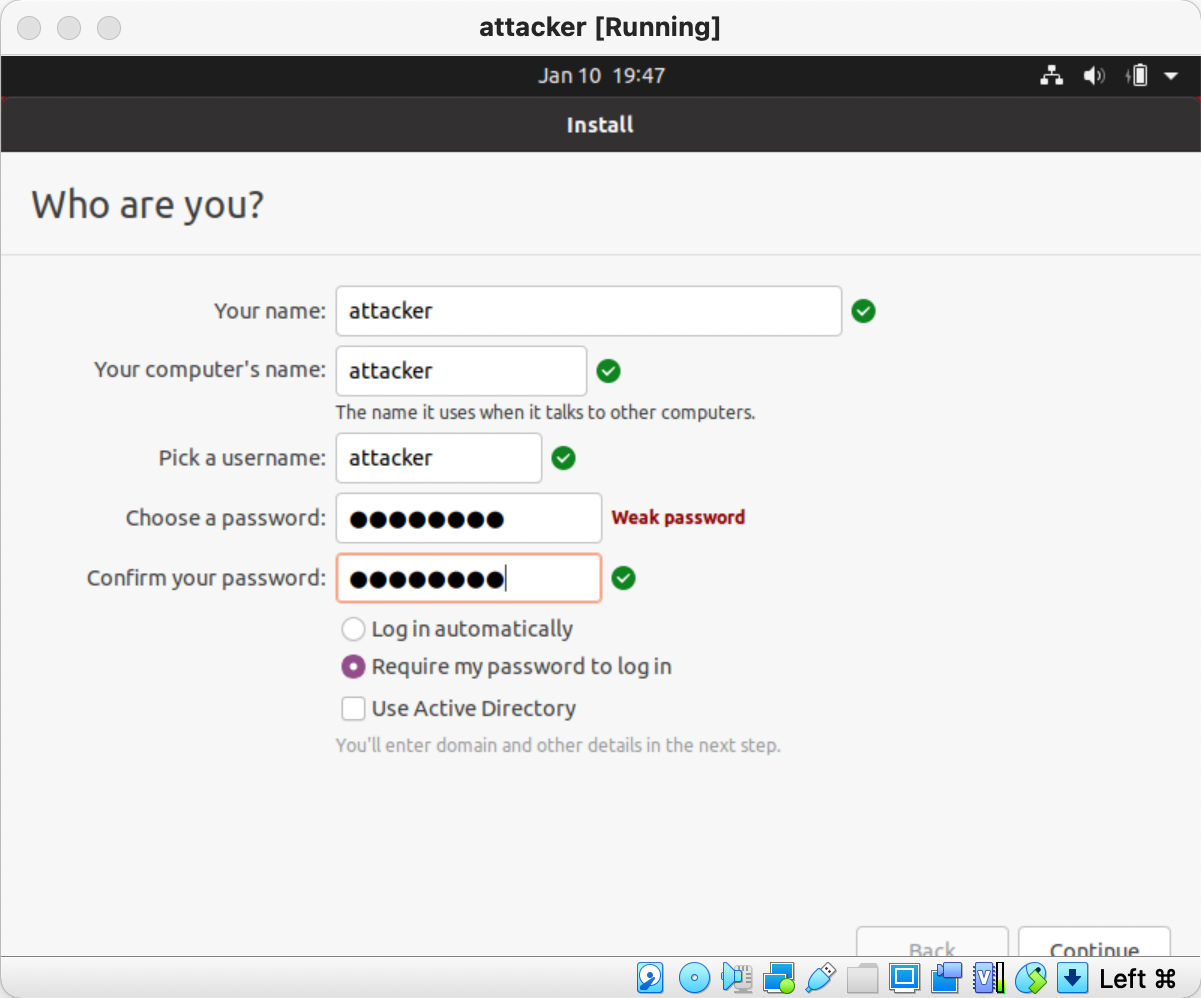 attacker [Running]
Jan 10 19:47
Install
Who are you?
Your name: attacker
Your computer's name: attacker
The name it uses when it talks to other computers.
Pick a username: attacker
Choose a password: ●●●●●●●● Weak password
Confirm your password: ●●●●●●●●
Log in automatically
Require my password to log in
Use Active Directory
You'll enter domain and other details in the next step.
Back Continue
Left ⌘